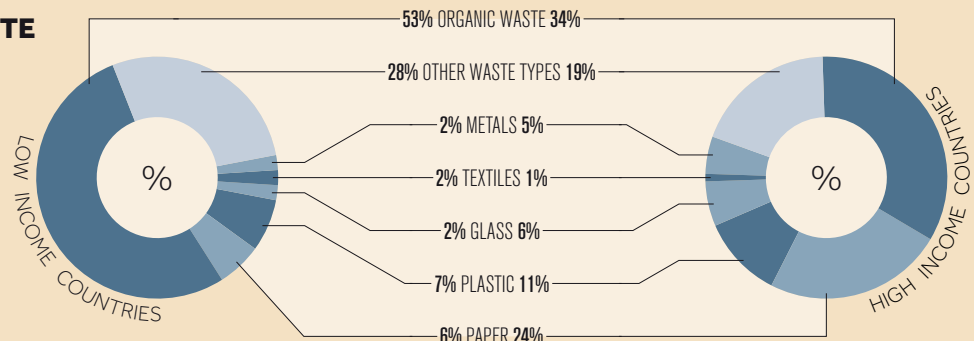 TE
53% ORGANIC WASTE 34%
28% OTHER WASTE TYPES 19%
2% METALS 5%
2% TEXTILES 1%
2% GLASS 6%
7% PLASTIC 11%
6% PAPER 24%
%
LOW INCOME COUNTRIES
%
HIGH INCOME COUNTRIES